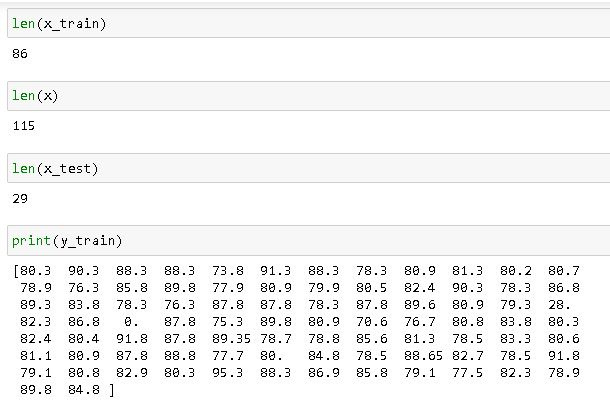 len(x_train)
86
len(x)
115
len(x_test)
29
print(y_train)
[80.3  90.3  88.3  88.3  73.8  91.3  88.3  78.3  80.9  81.3  80.2  80.7
 78.9  76.3  85.8  89.8  77.9  80.9  79.9  80.5  82.4  90.3  78.3  86.8
 89.3  83.8  78.3  76.3  87.8  87.8  78.3  87.8  89.6  80.9  79.3  28.
 82.3  86.8   0.   87.8  75.3  89.8  80.9  70.6  76.7  80.8  83.8  80.3
 82.4  80.4  91.8  87.8  89.35 78.7  78.8  85.6  81.3  78.5  83.3  80.6
 81.1  80.9  87.8  88.8  77.7  80.   84.8  78.5  88.65 82.7  78.5  91.8
 79.1  80.8  82.9  80.3  95.3  88.3  86.9  85.8  79.1  77.5  82.3  78.9
 89.8  84.8 ]